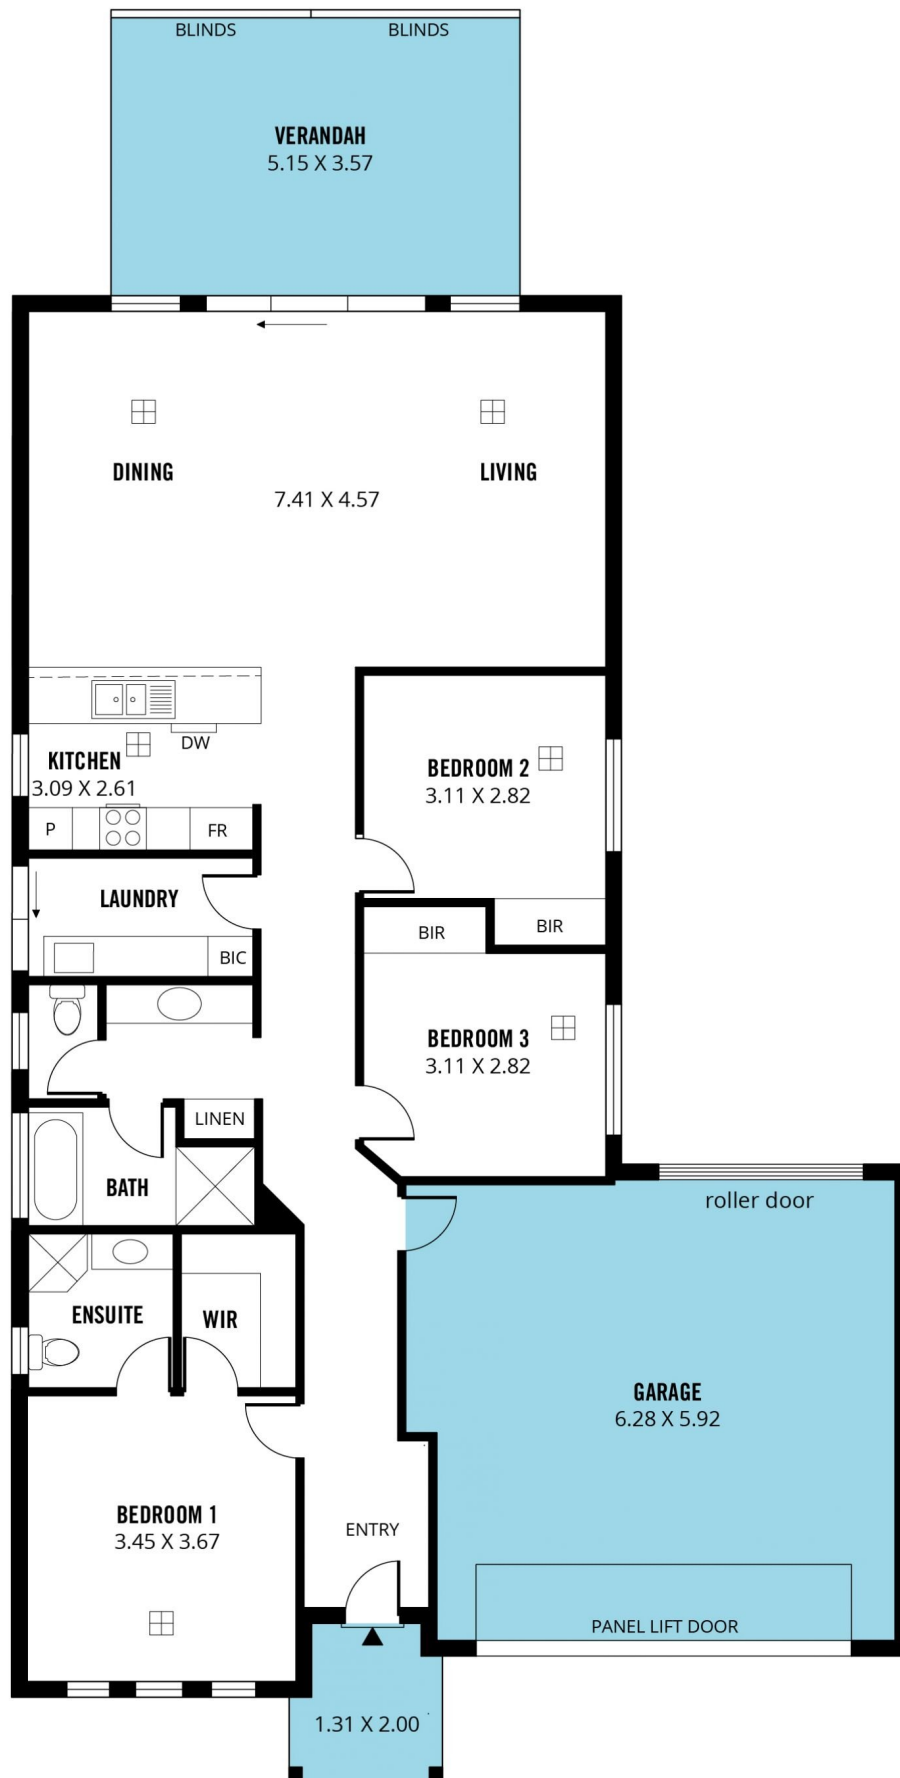 BLINDS
BLINDS
VERANDAH
5.15 X 3.57
DINING
LIVING
7.41 X 4.57
DW
KITCHEN
3.09 X 2.61
P
FR
BEDROOM 2
3.11 X 2.82
LAUNDRY
BIC
BIR
BIR
BEDROOM 3
3.11 X 2.82
LINEN
BATH
roller door
ENSUITE
WIR
GARAGE
6.28 X 5.92
BEDROOM 1
3.45 X 3.67
ENTRY
PANEL LIFT DOOR
1.31 X 2.00